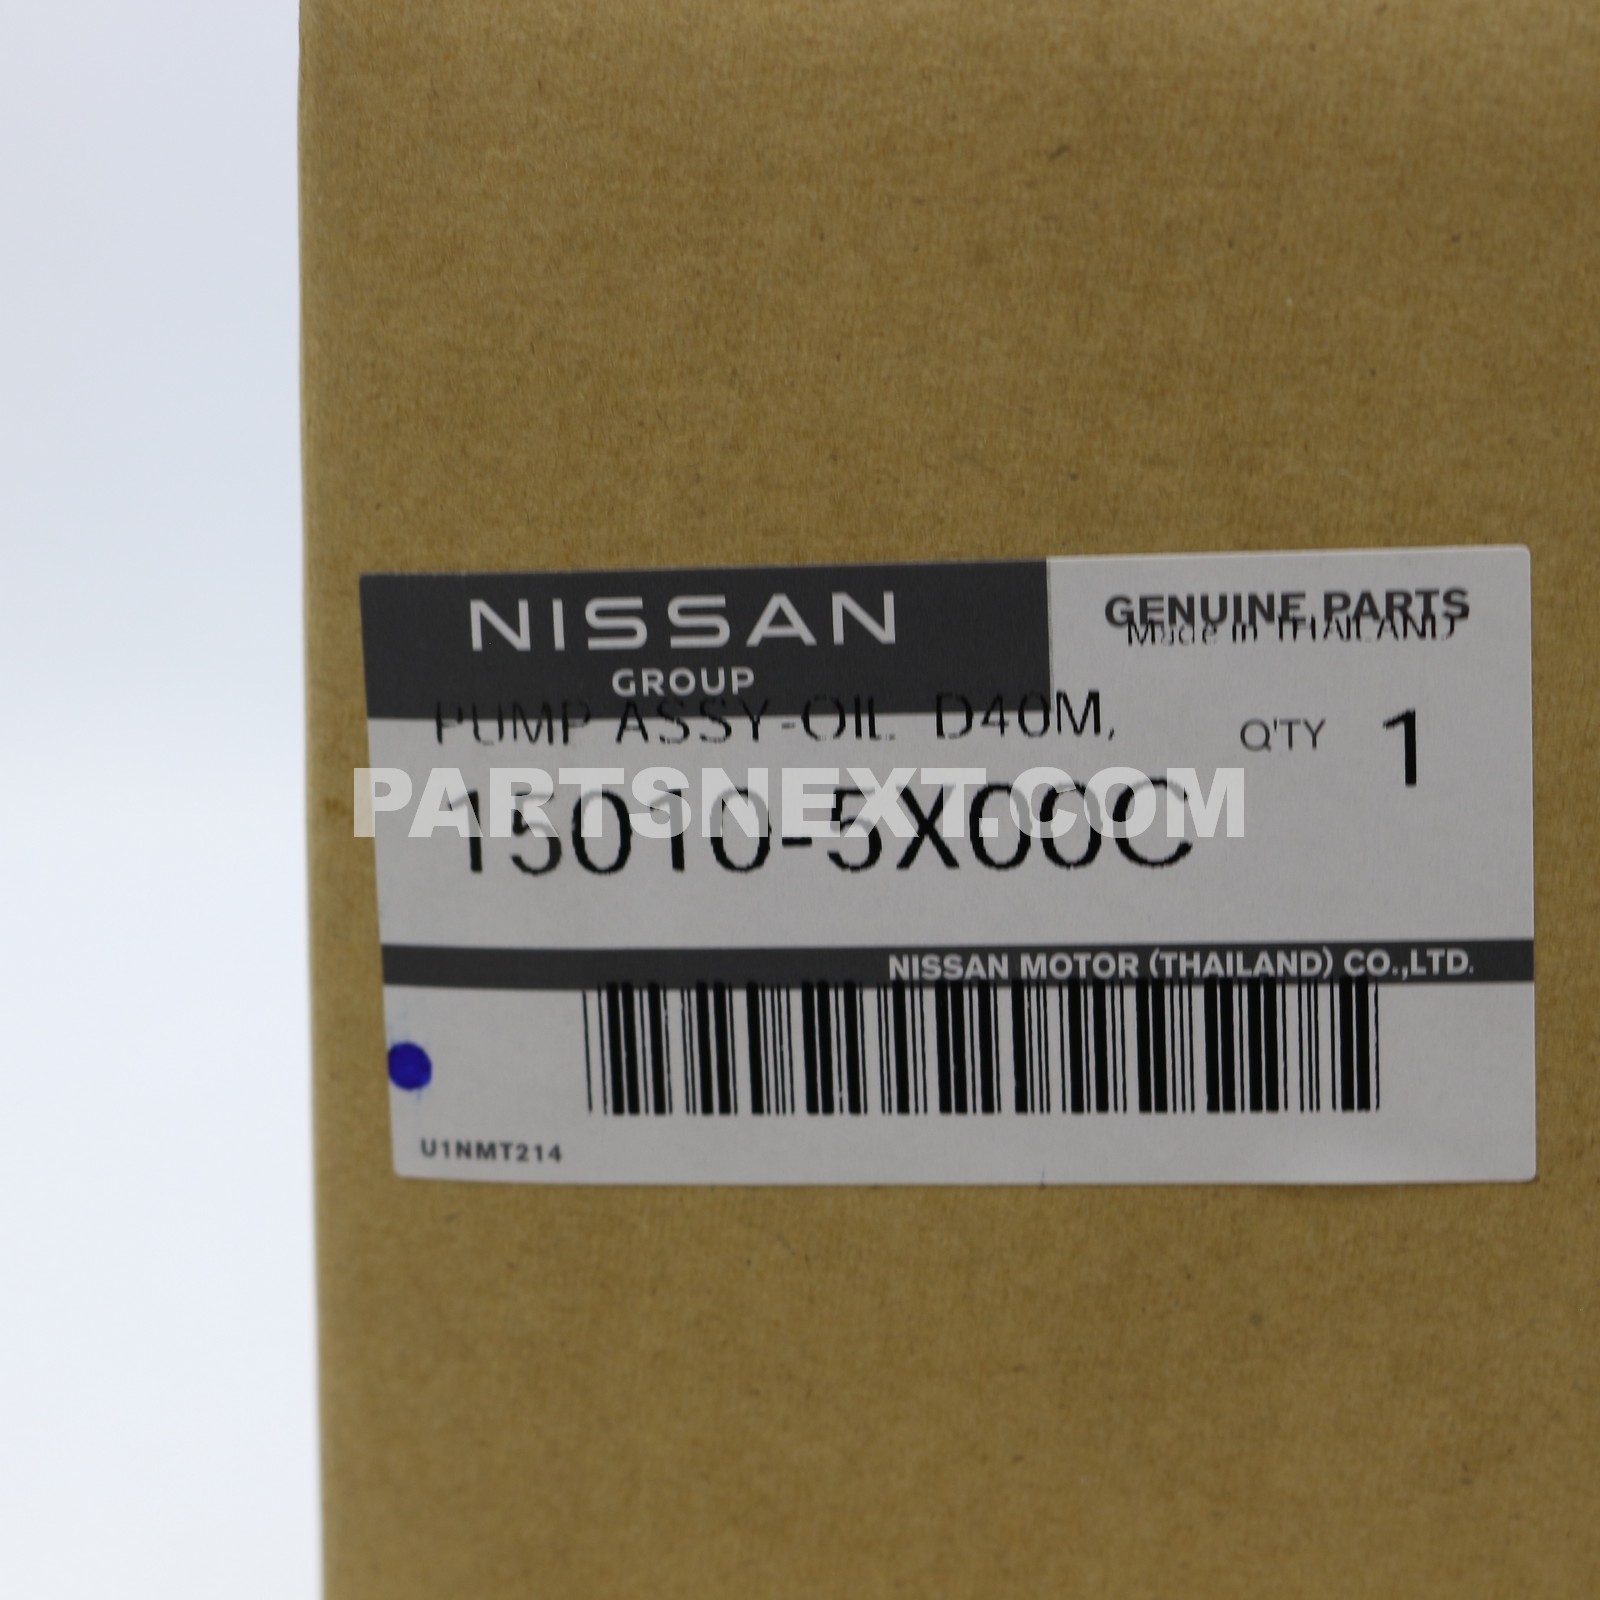 NISSAN
GROUP
GENUINE PARTS
Made in THAILAND
PUMP ASSY-OIL D40M,
Q'TY 1
15010-5X00C
PARTSNEXT.COM
NISSAN MOTOR (THAILAND) CO.,LTD.
U1NMT214